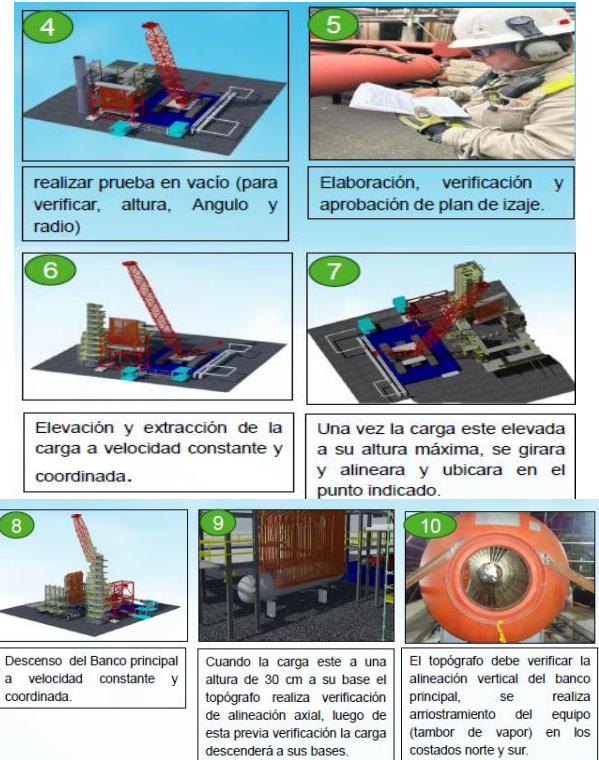 4
5
realizar prueba en vacío (para
verificar, altura, Angulo y
radio)
Elaboración, verificación y
aprobación de plan de izaje.
6
7
Elevación y extracción de la
carga a velocidad constante y
coordinada.
Una vez la carga este elevada
a su altura máxima, se girara
y alineara y ubicara en el
punto indicado.
8
9
10
Descenso del Banco principal
a velocidad constante y
coordinada.
Cuando la carga este a una
altura de 30 cm a su base el
topógrafo realiza verificación
de alineación axial, luego de
esta previa verificación la carga
descenderá a sus bases.
El topógrafo debe verificar la
alineación vertical del banco
principal, se realiza
arriostramiento del equipo
(tambor de vapor) en los
costados norte y sur.